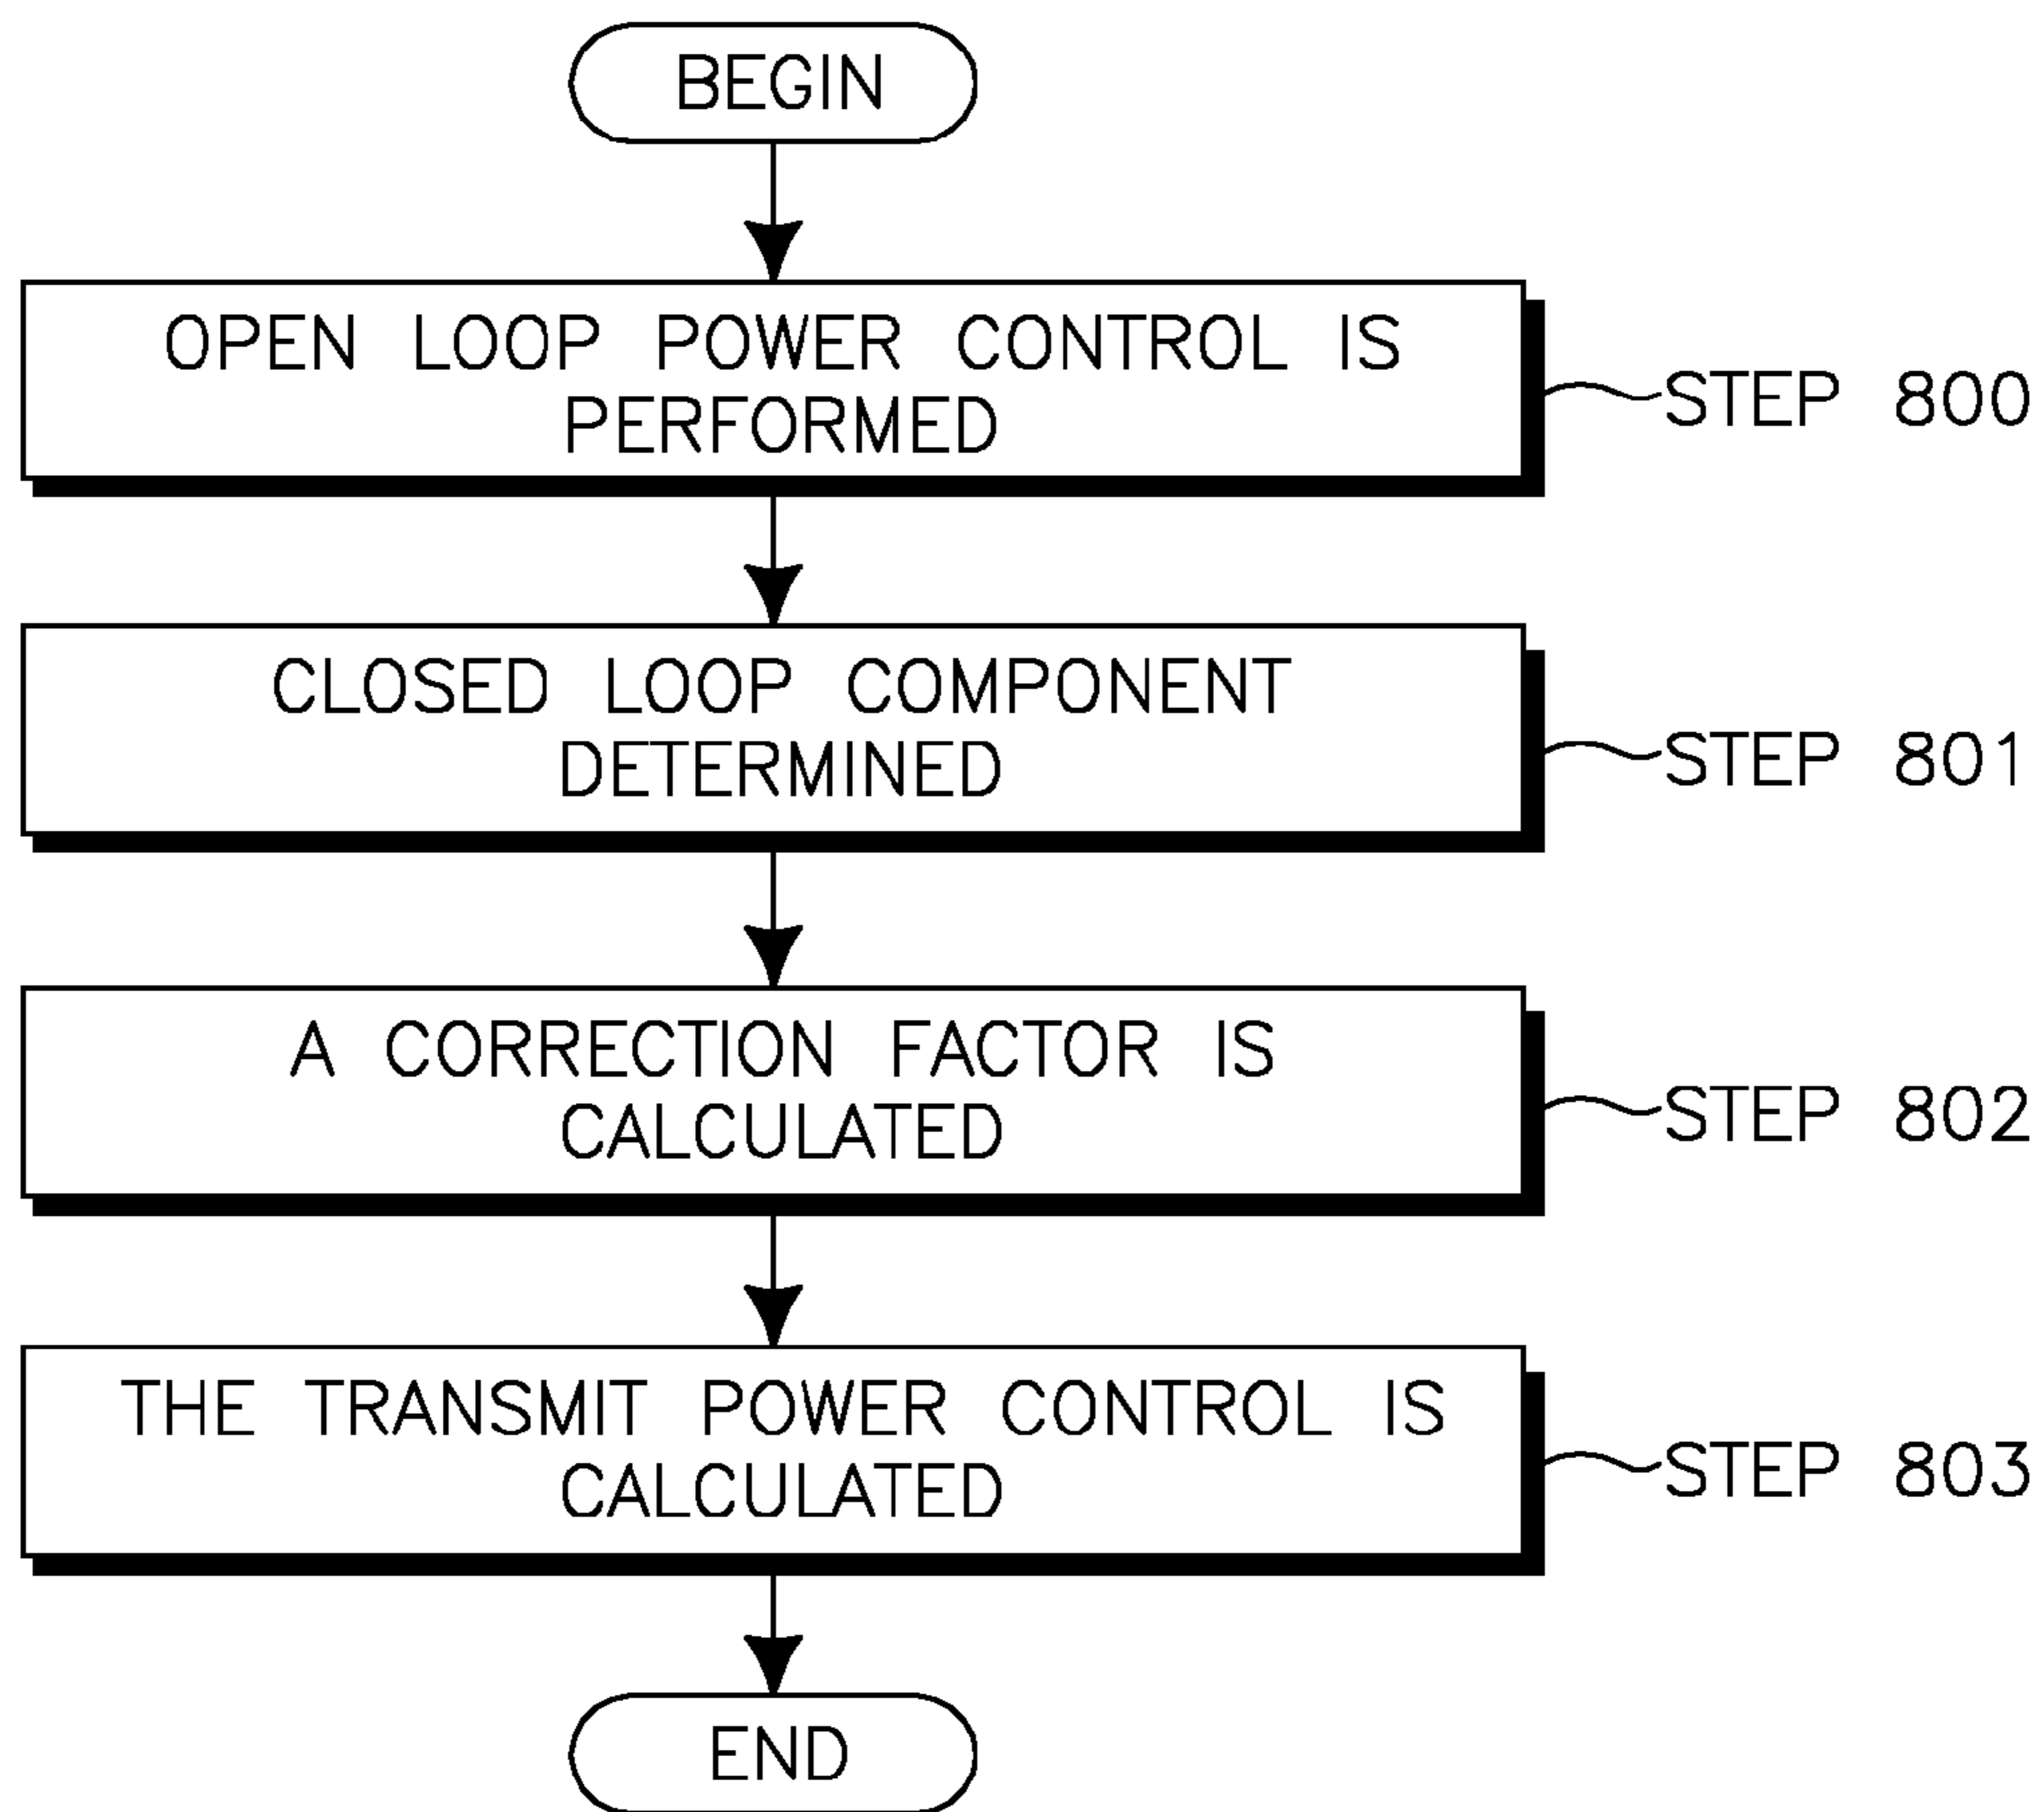 BEGIN
OPEN LOOP POWER CONTROL IS
PERFORMED
STEP 800
CLOSED LOOP COMPONENT
DETERMINED
STEP 801
A CORRECTION FACTOR IS
CALCULATED
STEP 802
THE TRANSMIT POWER CONTROL IS
CALCULATED
STEP 803
END